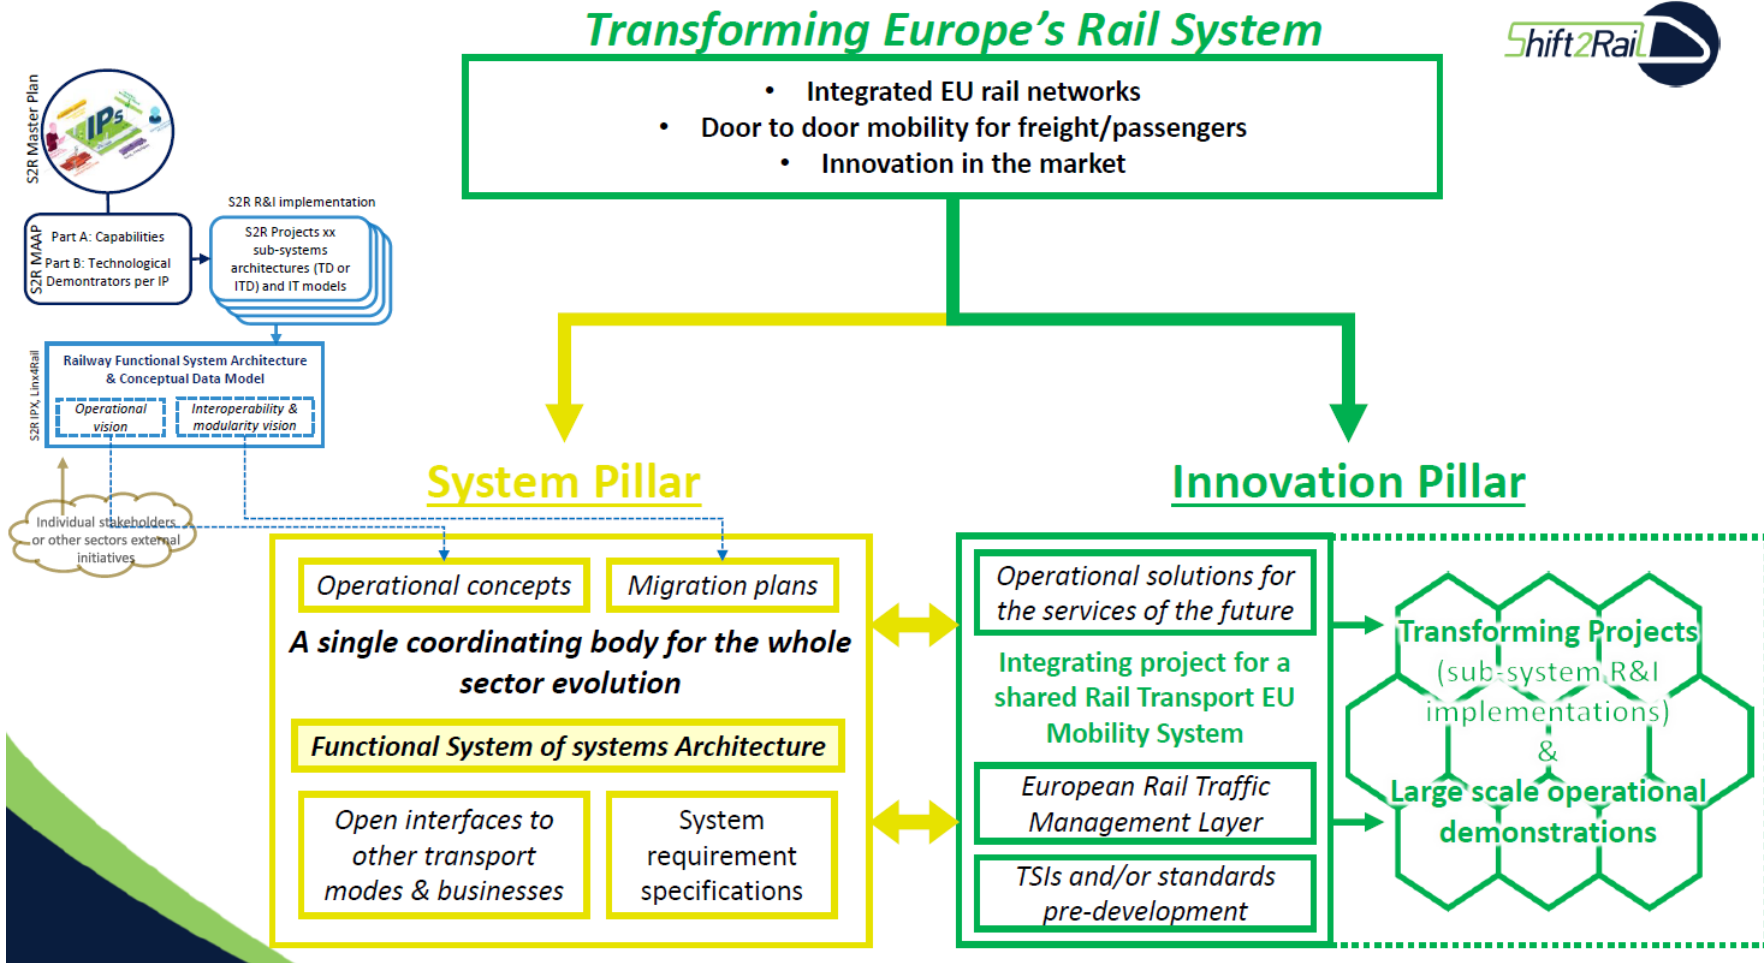 Transforming Europe's Rail System
Shift2Rail
• Integrated EU rail networks
• Door to door mobility for freight/passengers
• Innovation in the market
S2R Master Plan
IPs
S2R MAAP
Part A: Capabilities
Part B: Technological
Demontrators per IP
S2R R&I implementation
S2R Projects xx
sub-systems
architectures (TD or
ITD) and IT models
S2R IPX, Linx4Rail
Railway Functional System Architecture
& Conceptual Data Model
Operational
vision
Interoperability &
modularity vision
Individual stakeholders
or other sectors external
initiatives
System Pillar
Operational concepts
Migration plans
A single coordinating body for the whole
sector evolution
Functional System of systems Architecture
Open interfaces to
other transport
modes & businesses
System
requirement
specifications
Innovation Pillar
Operational solutions for
the services of the future
Integrating project for a
shared Rail Transport EU
Mobility System
European Rail Traffic
Management Layer
TSIs and/or standards
pre-development
Transforming Projects
(sub-system R&I
implementations)
&
Large scale operational
demonstrations